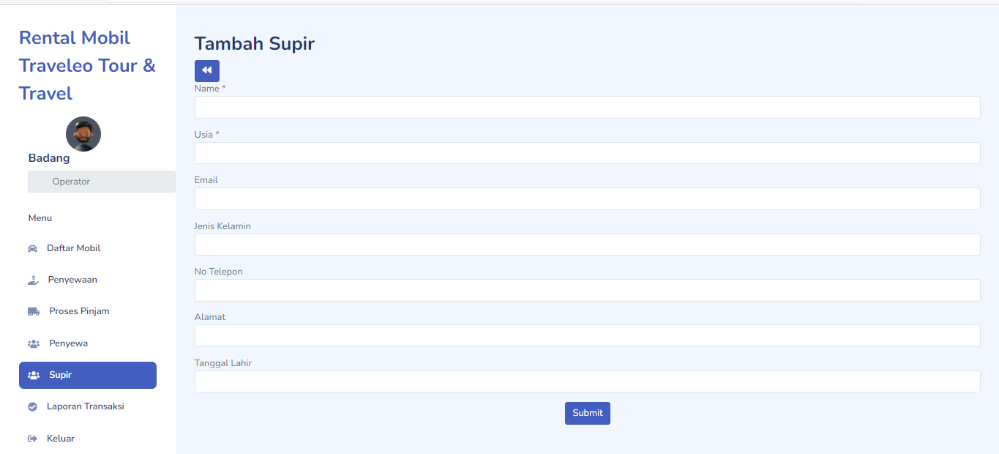 Rental Mobil
Traveleo Tour &
Travel
Badang
Operator
Menu
Daftar Mobil
Penyewaan
Proses Pinjam
Penyewa
Supir
Laporan Transaksi
Keluar
Tambah Supir
Name *
Usia *
Email
Jenis Kelamin
No Telepon
Alamat
Tanggal Lahir
Submit